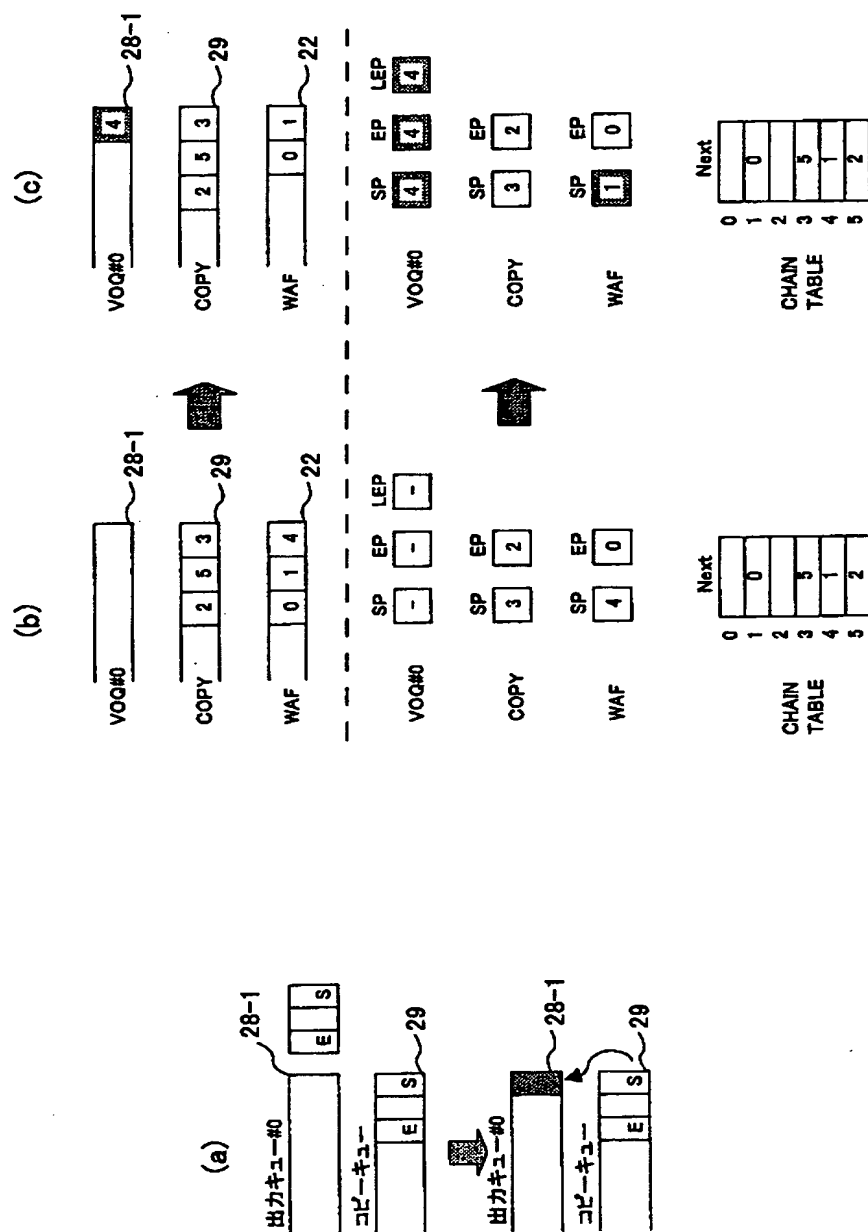 (a)
出力キュー#0
28-1
E S
コピーキュー
E S
29
出力キュー#0
28-1
コピーキュー
E S
29
(b)
VOQ#0
28-1
COPY
2 5 3
29
WAF
0 1 4
22
SP EP LEP
VOQ#0
- - -
SP EP
COPY
3 2
SP EP
WAF
4 0
Next
0
1 0
2
3 5
4 1
5 2
CHAIN
TABLE
(c)
VOQ#0
4
28-1
COPY
2 5 3
29
WAF
0 1
22
SP EP LEP
VOQ#0
4 4 4
SP EP
COPY
3 2
SP EP
WAF
1 0
Next
0
1 0
2
3 5
4 1
5 2
CHAIN
TABLE